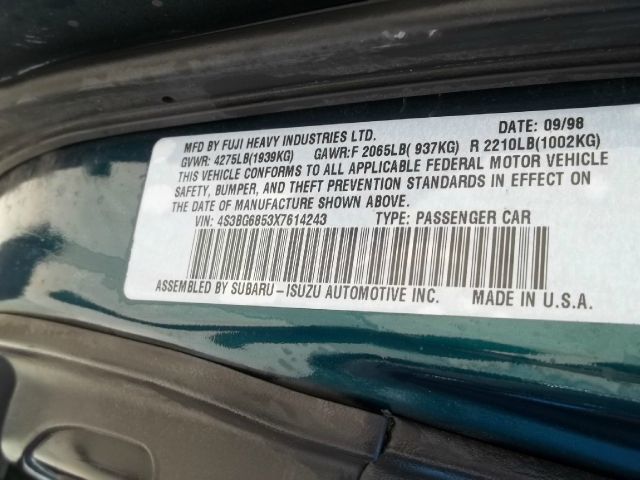 MFD BY FUJI HEAVY INDUSTRIES LTD. DATE: 09/98
GVWR: 4275LB(1939KG) GAWR:F 2065LB( 937KG) R 2210LB(1002KG)
THIS VEHICLE CONFORMS TO ALL APPLICABLE FEDERAL MOTOR VEHICLE
SAFETY, BUMPER, AND THEFT PREVENTION STANDARDS IN EFFECT ON
THE DATE OF MANUFACTURE SHOWN ABOVE.
VIN: 4S3BG6853X7614243 TYPE: PASSENGER CAR
ASSEMBLED BY SUBARU-ISUZU AUTOMOTIVE INC. MADE IN U.S.A.